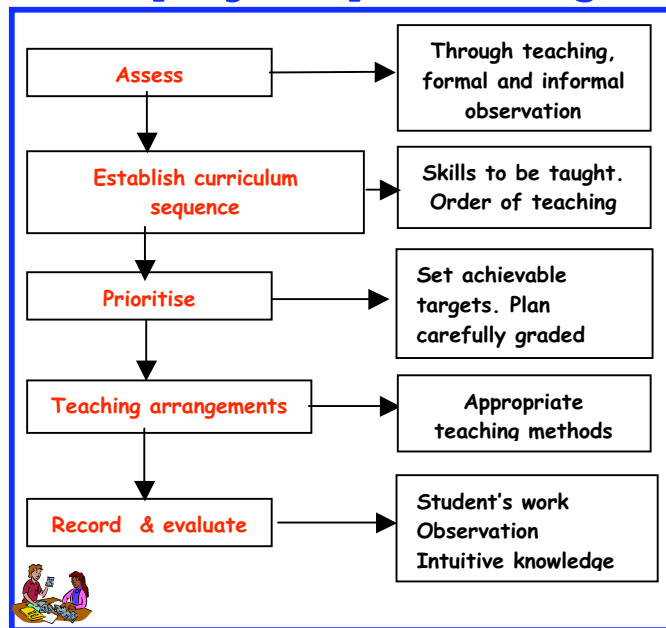 Assess
Through teaching,
formal and informal
observation
Establish curriculum
sequence
Skills to be taught.
Order of teaching
Prioritise
Set achievable
targets. Plan
carefully graded
Teaching arrangements
Appropriate
teaching methods
Record & evaluate
Student's work
Observation
Intuitive knowledge